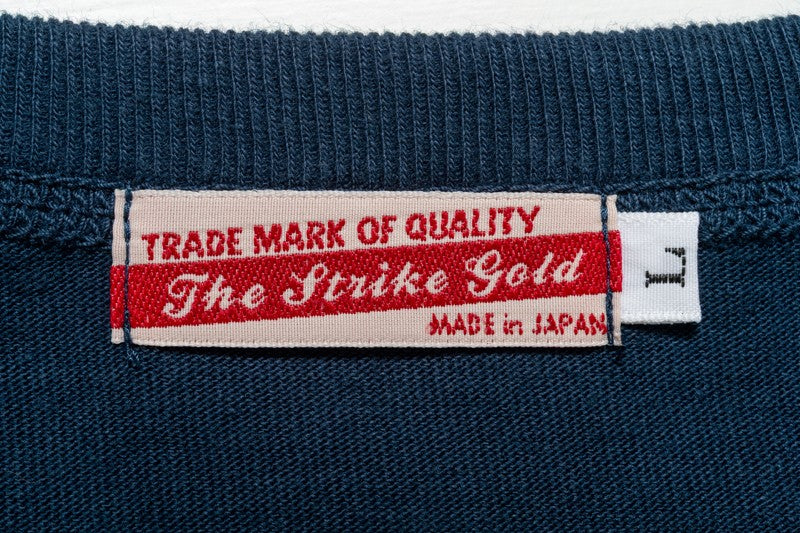 TRADE MARK OF QUALITY
The Strike Gold
MADE in JAPAN
L